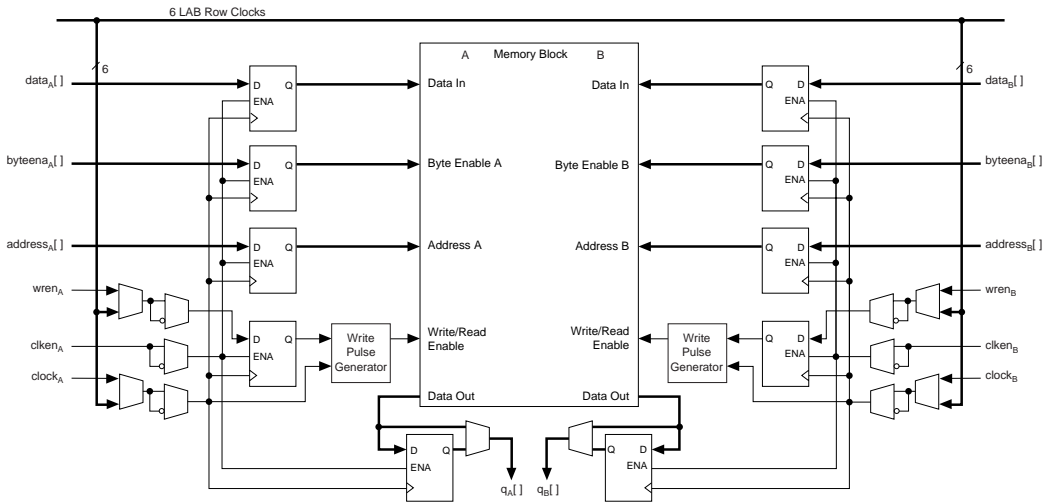 6 LAB Row Clocks
A Memory Block B
6
6
dataA[ ]
D Q
ENA
Data In
Data In
Q D
ENA
dataB[ ]
byteenaA[ ]
D Q
ENA
Byte Enable A
Byte Enable B
Q D
ENA
byteenaB[ ]
addressA[ ]
D Q
ENA
Address A
Address B
Q D
ENA
addressB[ ]
wrenA
wrenB
clkenA
D Q
ENA
Write
Pulse
Generator
Write/Read
Enable
Write/Read
Enable
Write
Pulse
Generator
Q D
ENA
clkenB
clockA
clockB
Data Out
Data Out
D Q
ENA
qA[ ]
qB[ ]
Q D
ENA